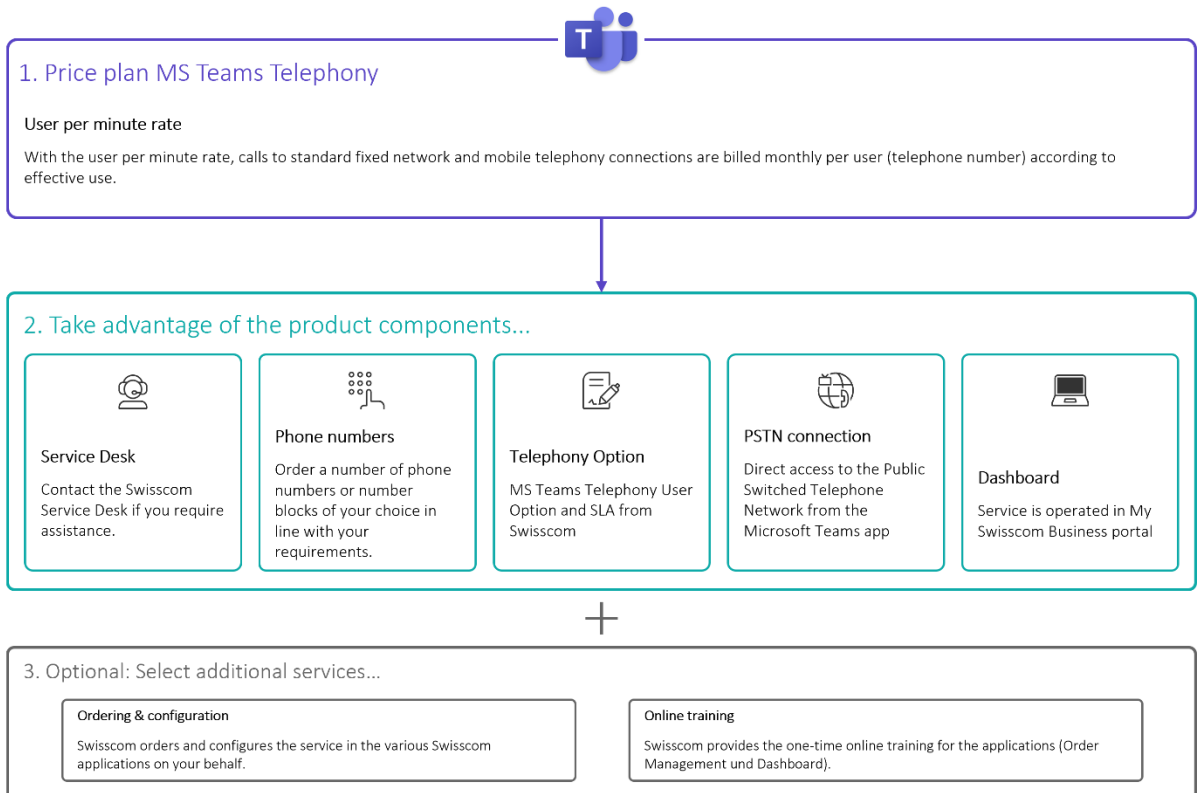 T
1. Price plan MS Teams Telephony
User per minute rate
With the user per minute rate, calls to standard fixed network and mobile telephony connections are billed monthly per user (telephone number) according to
effective use.
2. Take advantage of the product components...
Service Desk
Contact the Swisscom
Service Desk if you require
assistance.
Phone numbers
Order a number of phone
numbers or number
blocks of your choice in
line with your
requirements.
Telephony Option
MS Teams Telephony User
Option and SLA from
Swisscom
PSTN connection
Direct access to the Public
Switched Telephone
Network from the
Microsoft Teams app
Dashboard
Service is operated in My
Swisscom Business portal
3. Optional: Select additional services...
Ordering & configuration
Swisscom orders and configures the service in the various Swisscom
applications on your behalf.
Online training
Swisscom provides the one-time online training for the applications (Order
Management und Dashboard).